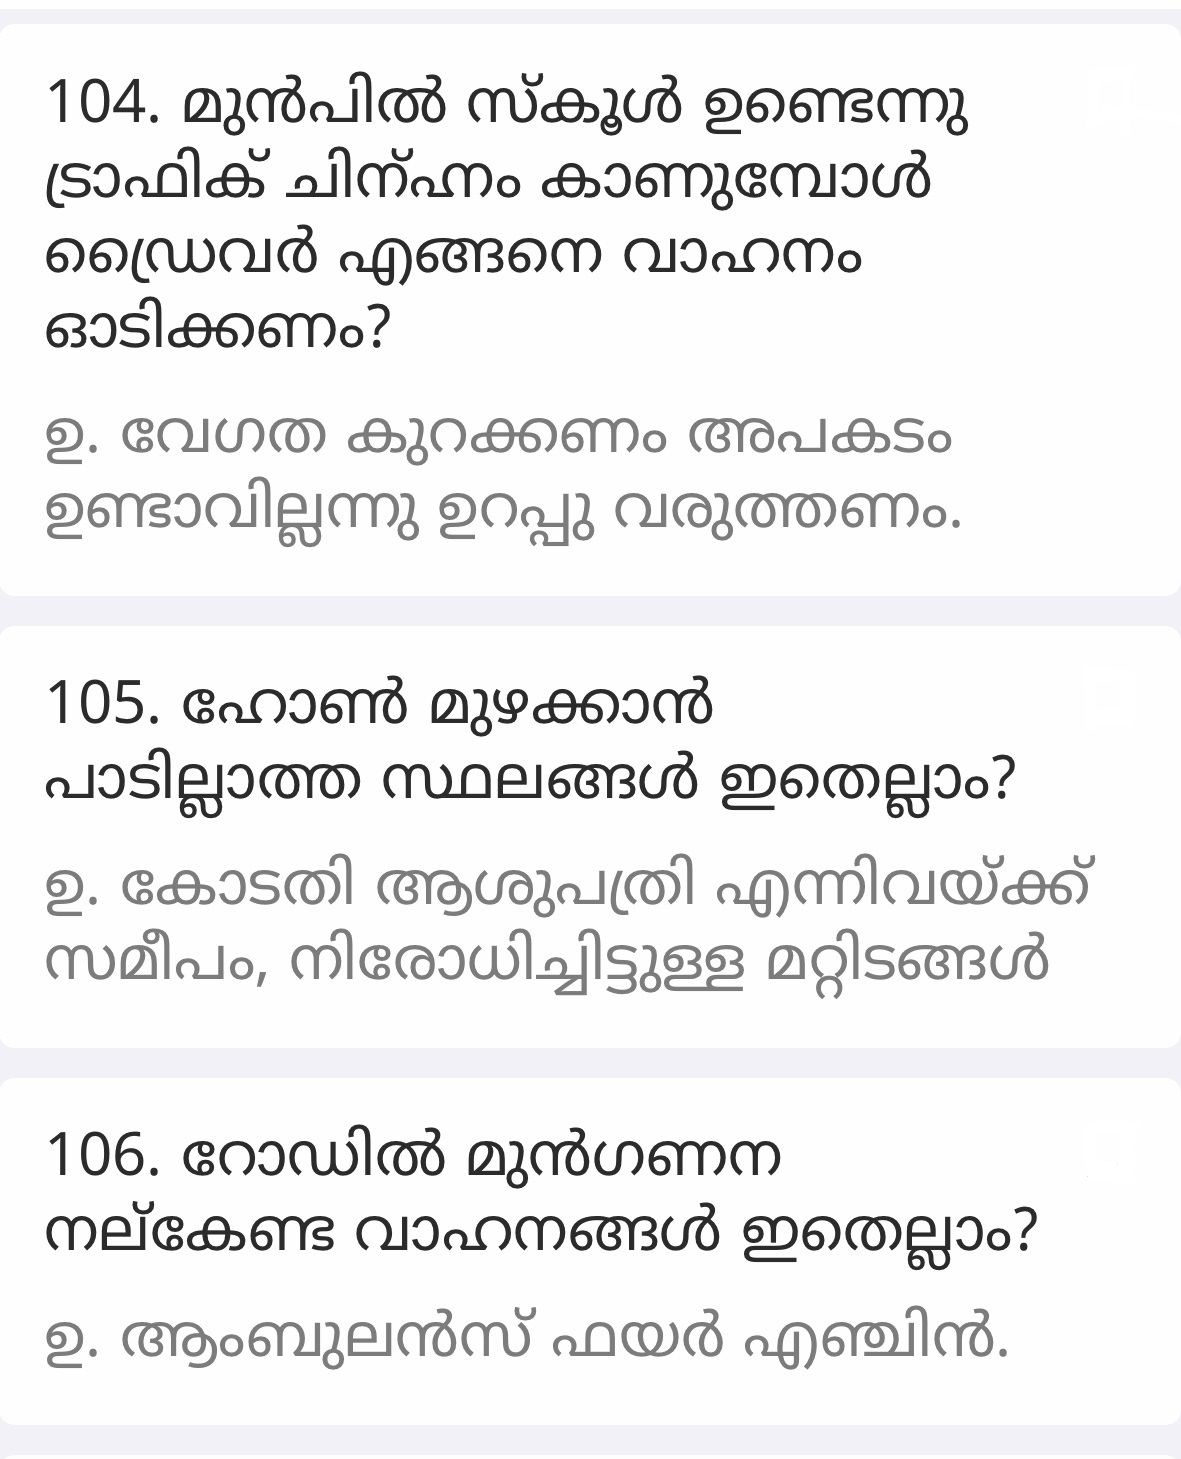 104. മുൻപിൽ സ്കൂൾ ഉണ്ടെന്നു
ട്രാഫിക് ചിന്ഹ്നം കാണുമ്പോൾ
ഡ്രൈവർ എങ്ങനെ വാഹനം
ഓടിക്കണം?
ഉ. വേഗത കുറക്കണം അപകടം
ഉണ്ടാവില്ലന്നു ഉറപ്പു വരുത്തണം.
105. ഹോൺ മുഴക്കാൻ
പാടില്ലാത്ത സ്ഥലങ്ങൾ ഇതെല്ലാം?
ഉ. കോടതി ആശുപത്രി എന്നിവയ്ക്ക്
സമീപം, നിരോധിച്ചിട്ടുള്ള മറ്റിടങ്ങൾ
106. റോഡിൽ മുൻഗണന
നല്കേണ്ട വാഹനങ്ങൾ ഇതെല്ലാം?
ഉ. ആംബുലൻസ് ഫയർ എഞ്ചിൻ.